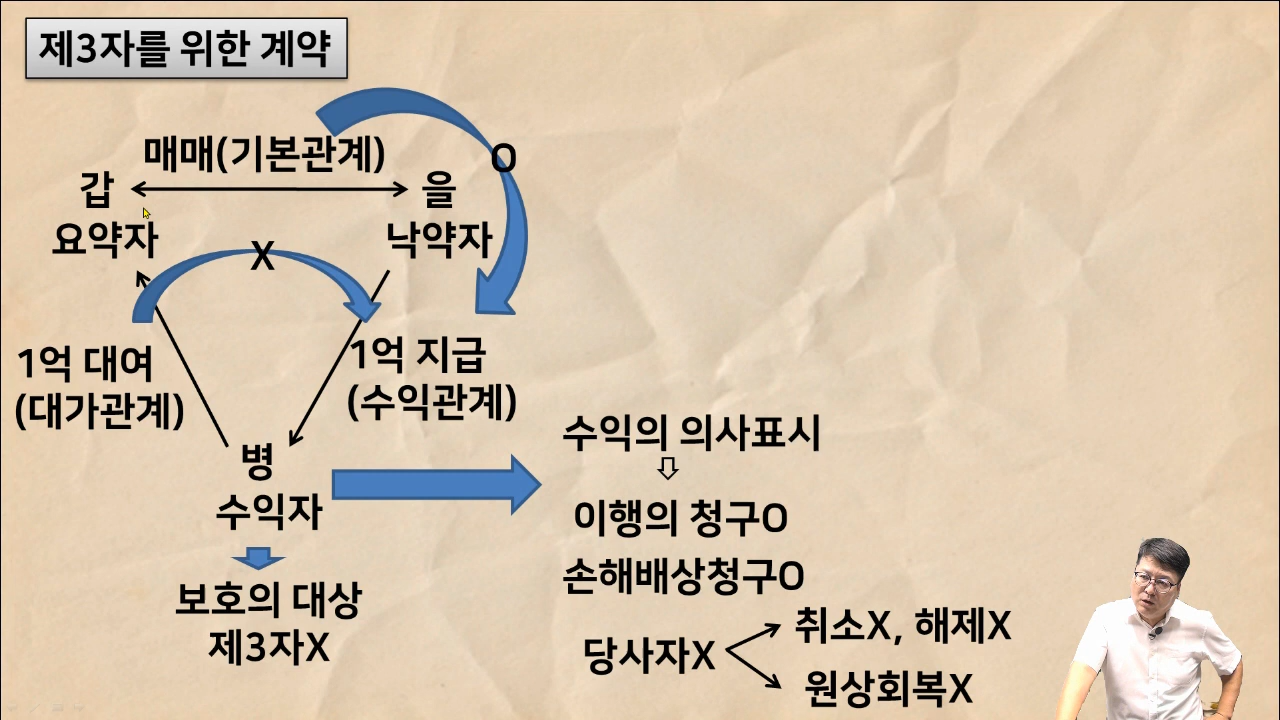 제3자를 위한 계약
매매(기본관계)
O
갑
을
요약자
낙약자
X
1억 대여
(대가관계)
1억 지급
(수익관계)
병
수익자
보호의 대상
제3자X
수익의 의사표시
이행의 청구O
손해배상청구O
당사자X
취소X, 해제X
원상회복X